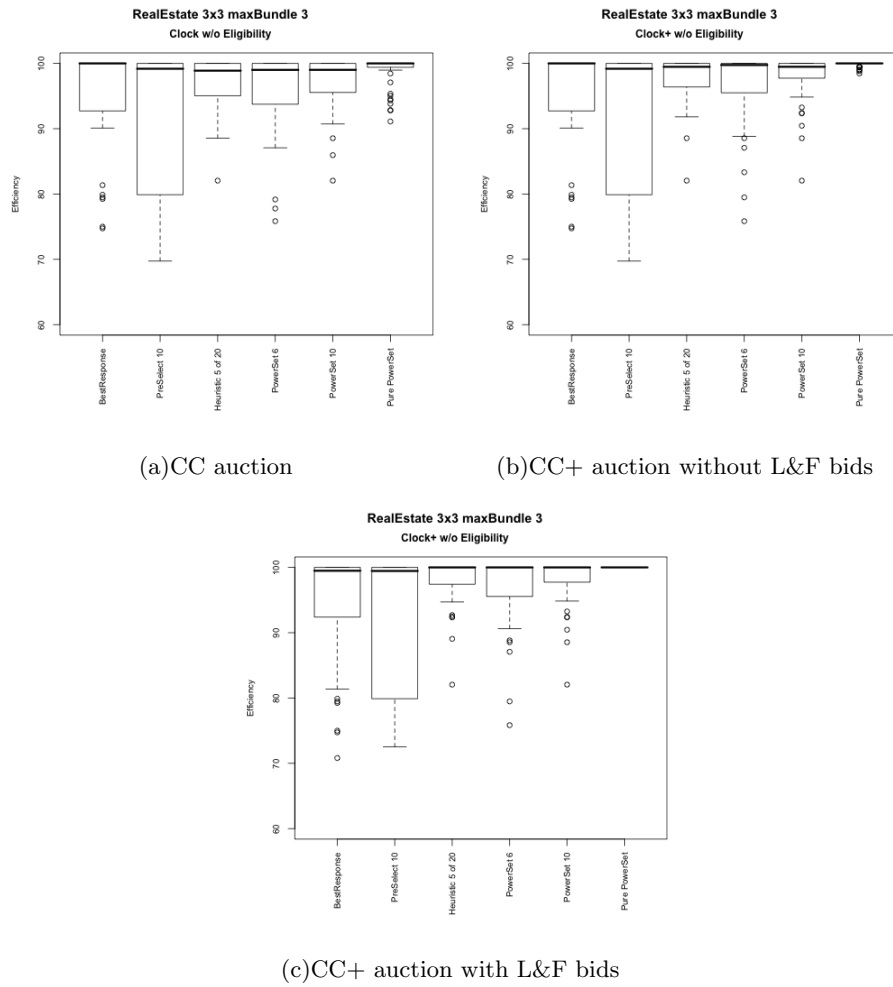 RealEstate 3x3 maxBundle 3
Clock w/o Eligibility
Efficiency
100
90
80
70
60
BestResponse
PreSelect 10
Heuristic 5 of 20
PowerSet 6
PowerSet 10
Pure PowerSet
(a)CC auction
RealEstate 3x3 maxBundle 3
Clock+ w/o Eligibility
Efficiency
100
90
80
70
60
BestResponse
PreSelect 10
Heuristic 5 of 20
PowerSet 6
PowerSet 10
Pure PowerSet
(b)CC+ auction without L&F bids
RealEstate 3x3 maxBundle 3
Clock+ w/o Eligibility
Efficiency
100
90
80
70
60
BestResponse
PreSelect 10
Heuristic 5 of 20
PowerSet 6
PowerSet 10
Pure PowerSet
(c)CC+ auction with L&F bids